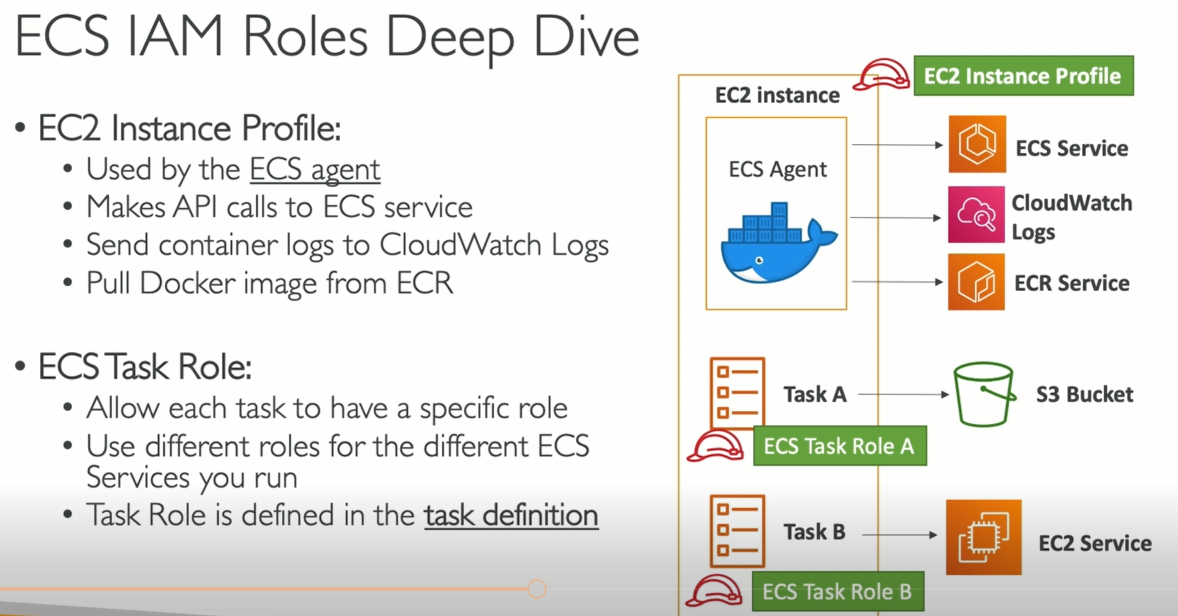 ECS IAM Roles Deep Dive
• EC2 Instance Profile:
• Used by the ECS agent
• Makes API calls to ECS service
• Send container logs to CloudWatch Logs
• Pull Docker image from ECR
• ECS Task Role:
• Allow each task to have a specific role
• Use different roles for the different ECS
Services you run
• Task Role is defined in the task definition
EC2 Instance Profile
EC2 instance
ECS Agent
ECS Service
CloudWatch
Logs
ECR Service
Task A
S3 Bucket
ECS Task Role A
Task B
EC2 Service
ECS Task Role B